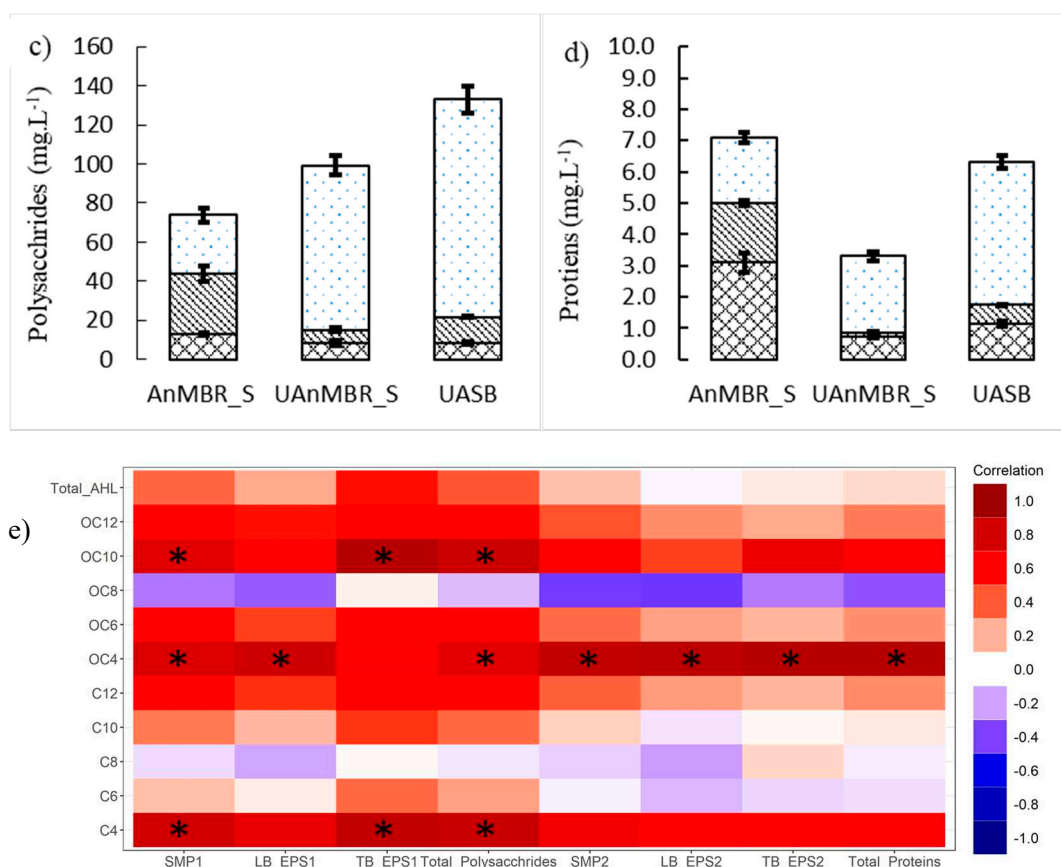 c)
Polysacchrides (mg.L⁻¹)
160
140
120
100
80
60
40
20
0
AnMBR_S UAnMBR_S UASB
d)
Protiens (mg.L⁻¹)
10.0
9.0
8.0
7.0
6.0
5.0
4.0
3.0
2.0
1.0
0.0
AnMBR_S UAnMBR_S UASB
e)
Total_AHL
OC12
OC10
* * *
OC8
OC6
OC4
* * * * * * *
C12
C10
C8
C6
C4
* * *
SMP1 LB_EPS1 TB_EPS1 Total_Polysacchrides SMP2 LB_EPS2 TB_EPS2 Total_Proteins
Correlation
1.0
0.8
0.6
0.4
0.2
0.0
-0.2
-0.4
-0.6
-0.8
-1.0